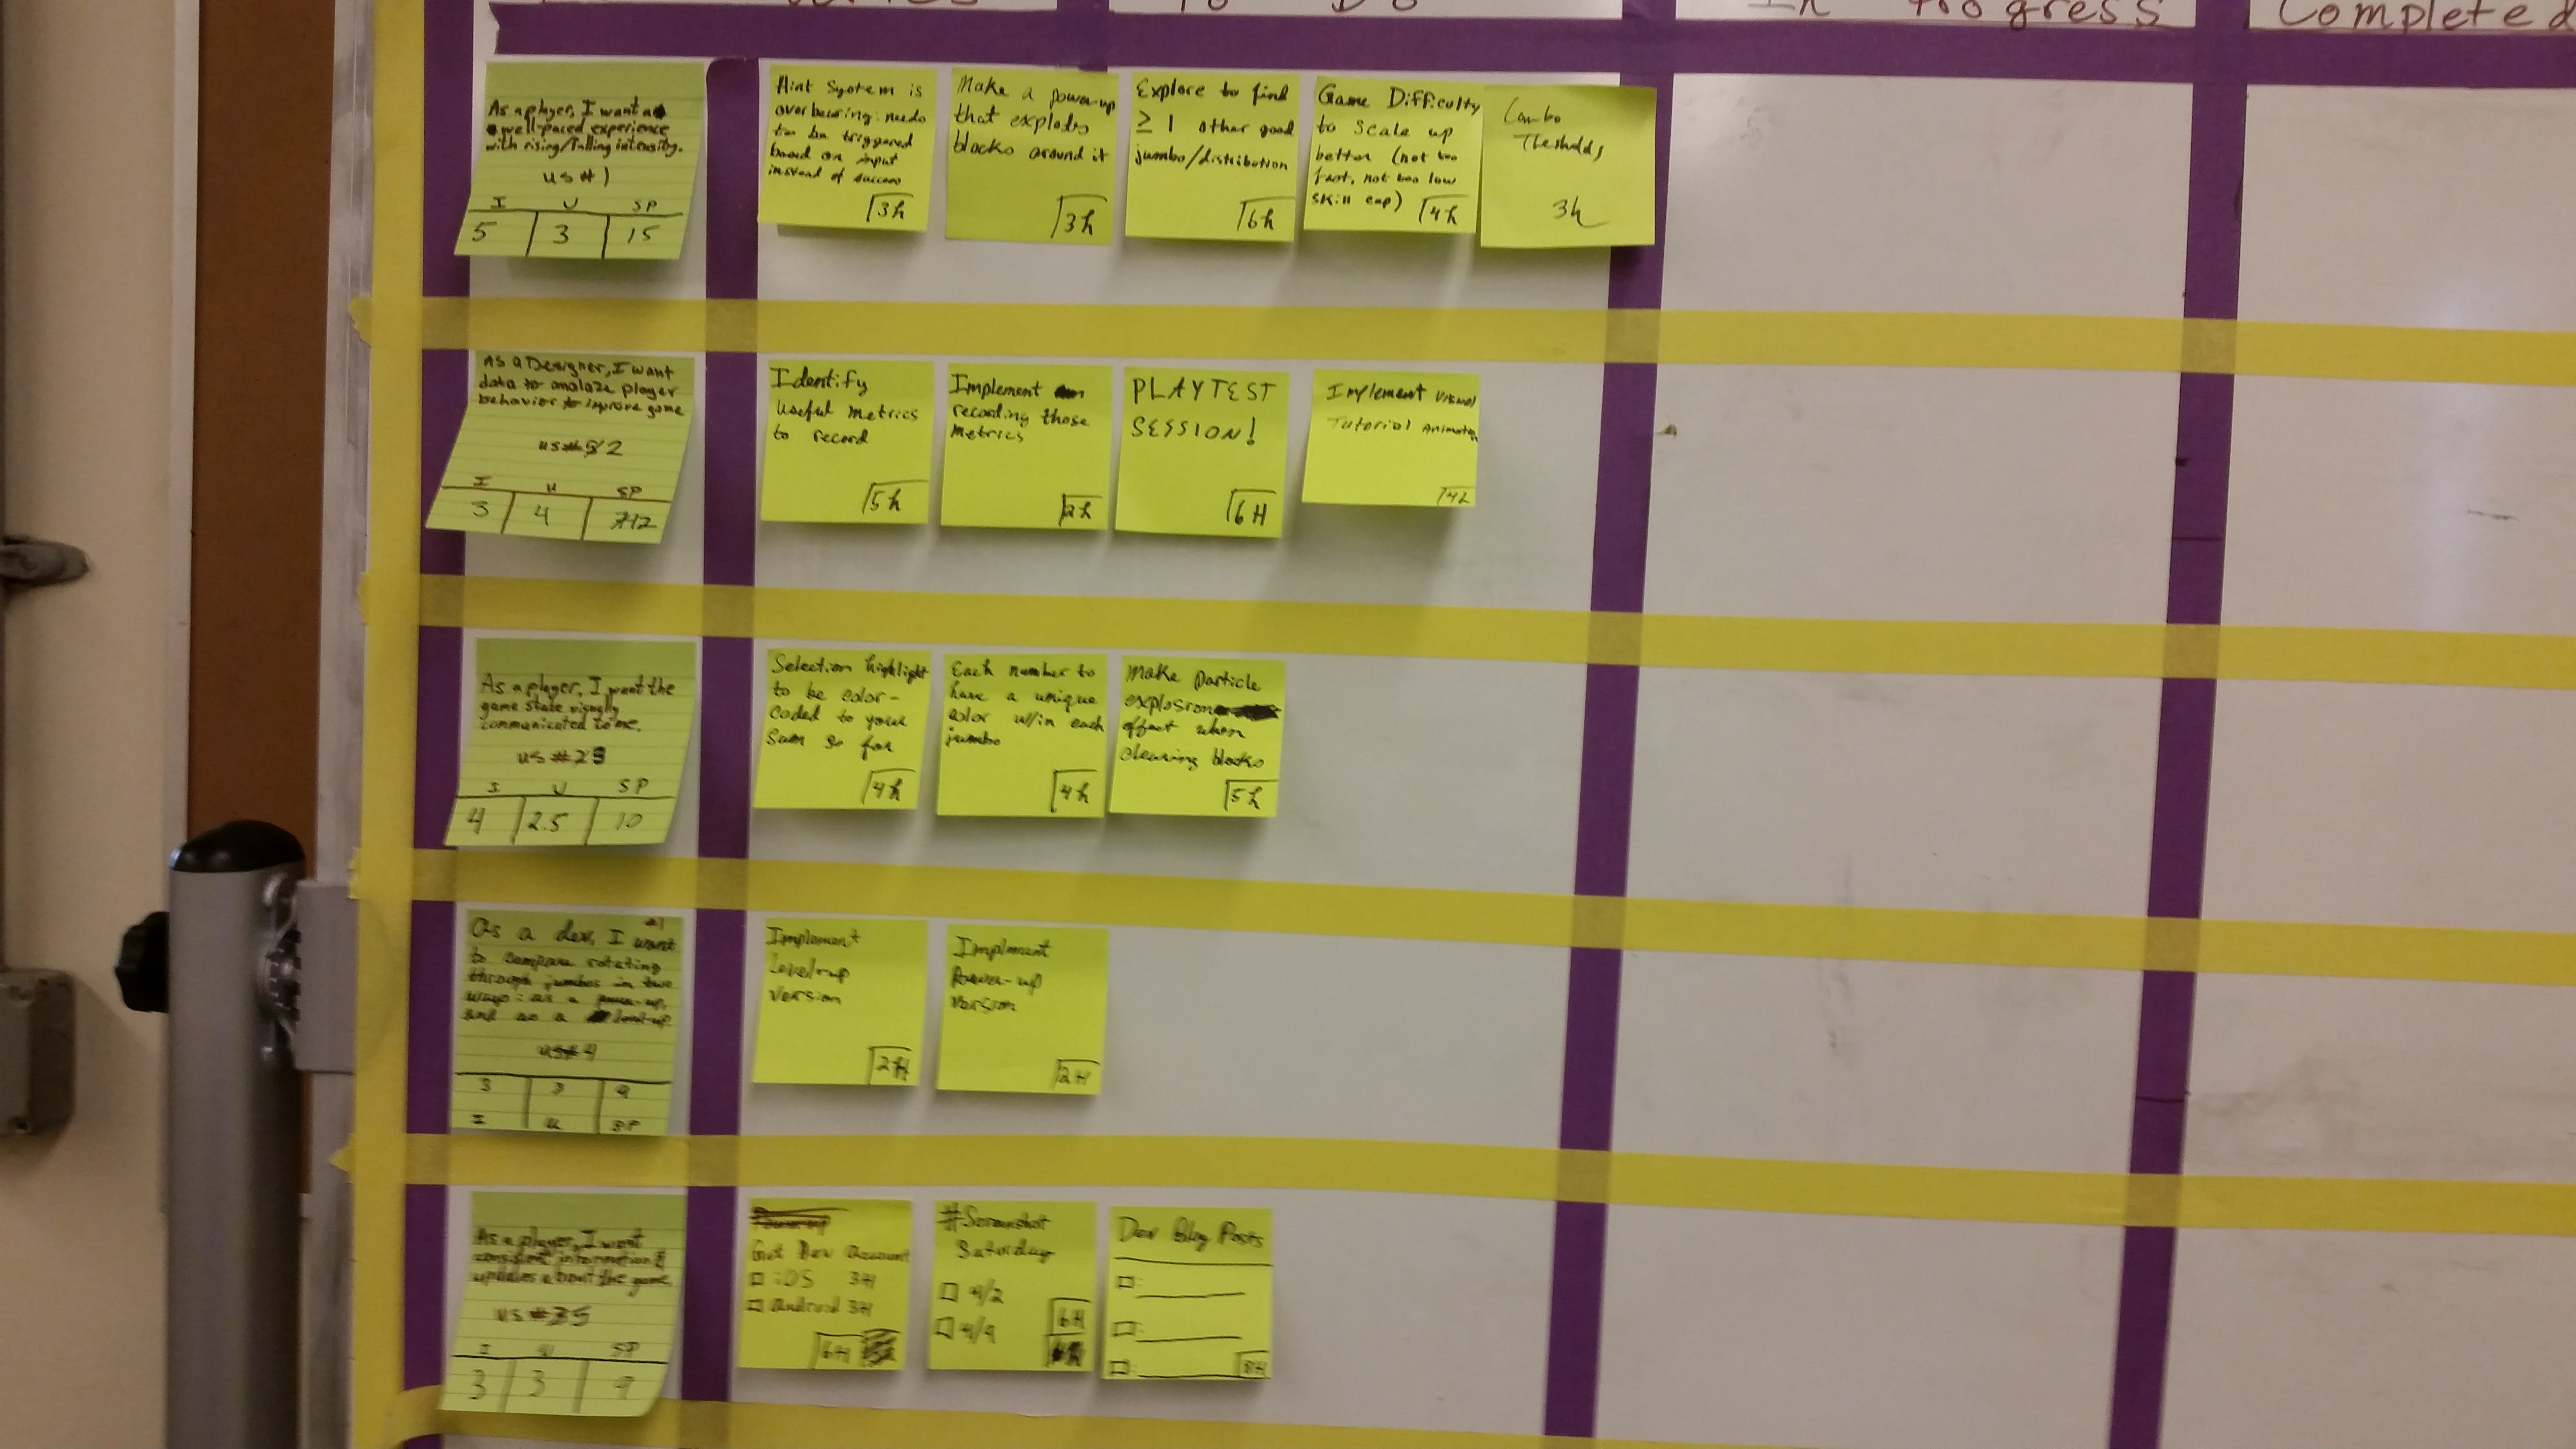 To Do
In Progress
Completed
As a player, I want a
well-paced experience
with rising/falling intensity.
US #1
I U SP
5 3 15
Hint System is
overbearing. needs
to be triggered
based on input
instead of success
3h
Make a power-up
that explodes
blocks around it
3h
Explore to find
≥ 1 other good
jumbo/distribution
6h
Game Difficulty
to scale up
better (not too
fast, not too low
skill cap)
4h
Combo
Thesholds
3h
As a Designer, I want
data to analaze player
behavior to improve game
US# 2
I U SP
3 4 12
Identify
Useful Metrics
to record
5h
Implement
recording those
Metrics
2h
PLAYTEST
SESSION!
6H
Implement Visual
Tutorial Animation
4h
As a player, I want the
game state visually
communicated to me.
US #3
I U SP
4 2.5 10
Selection highlight
to be color-
coded to your
Sum so far
4h
Each number to
have a unique
color w/in each
jumbo
4h
Make particle
explosion
effect when
clearing blocks
5h
As a dev, I want
to compare rotating
through jumbos in two
ways: as a power-up,
and as a level-up
US# 4
3 3 9
I U SP
Implement
Level-up
version
2H
Implment
Power-up
Version
2H
As a player, I want
consistent information &
updates about the game
US #5
I U SP
3 3 9
Get Dev Account
iOS 3H
Android 3H
6H
#Screenshot
Saturday
4/2
4/9
6H
Dev Blog Posts
8H